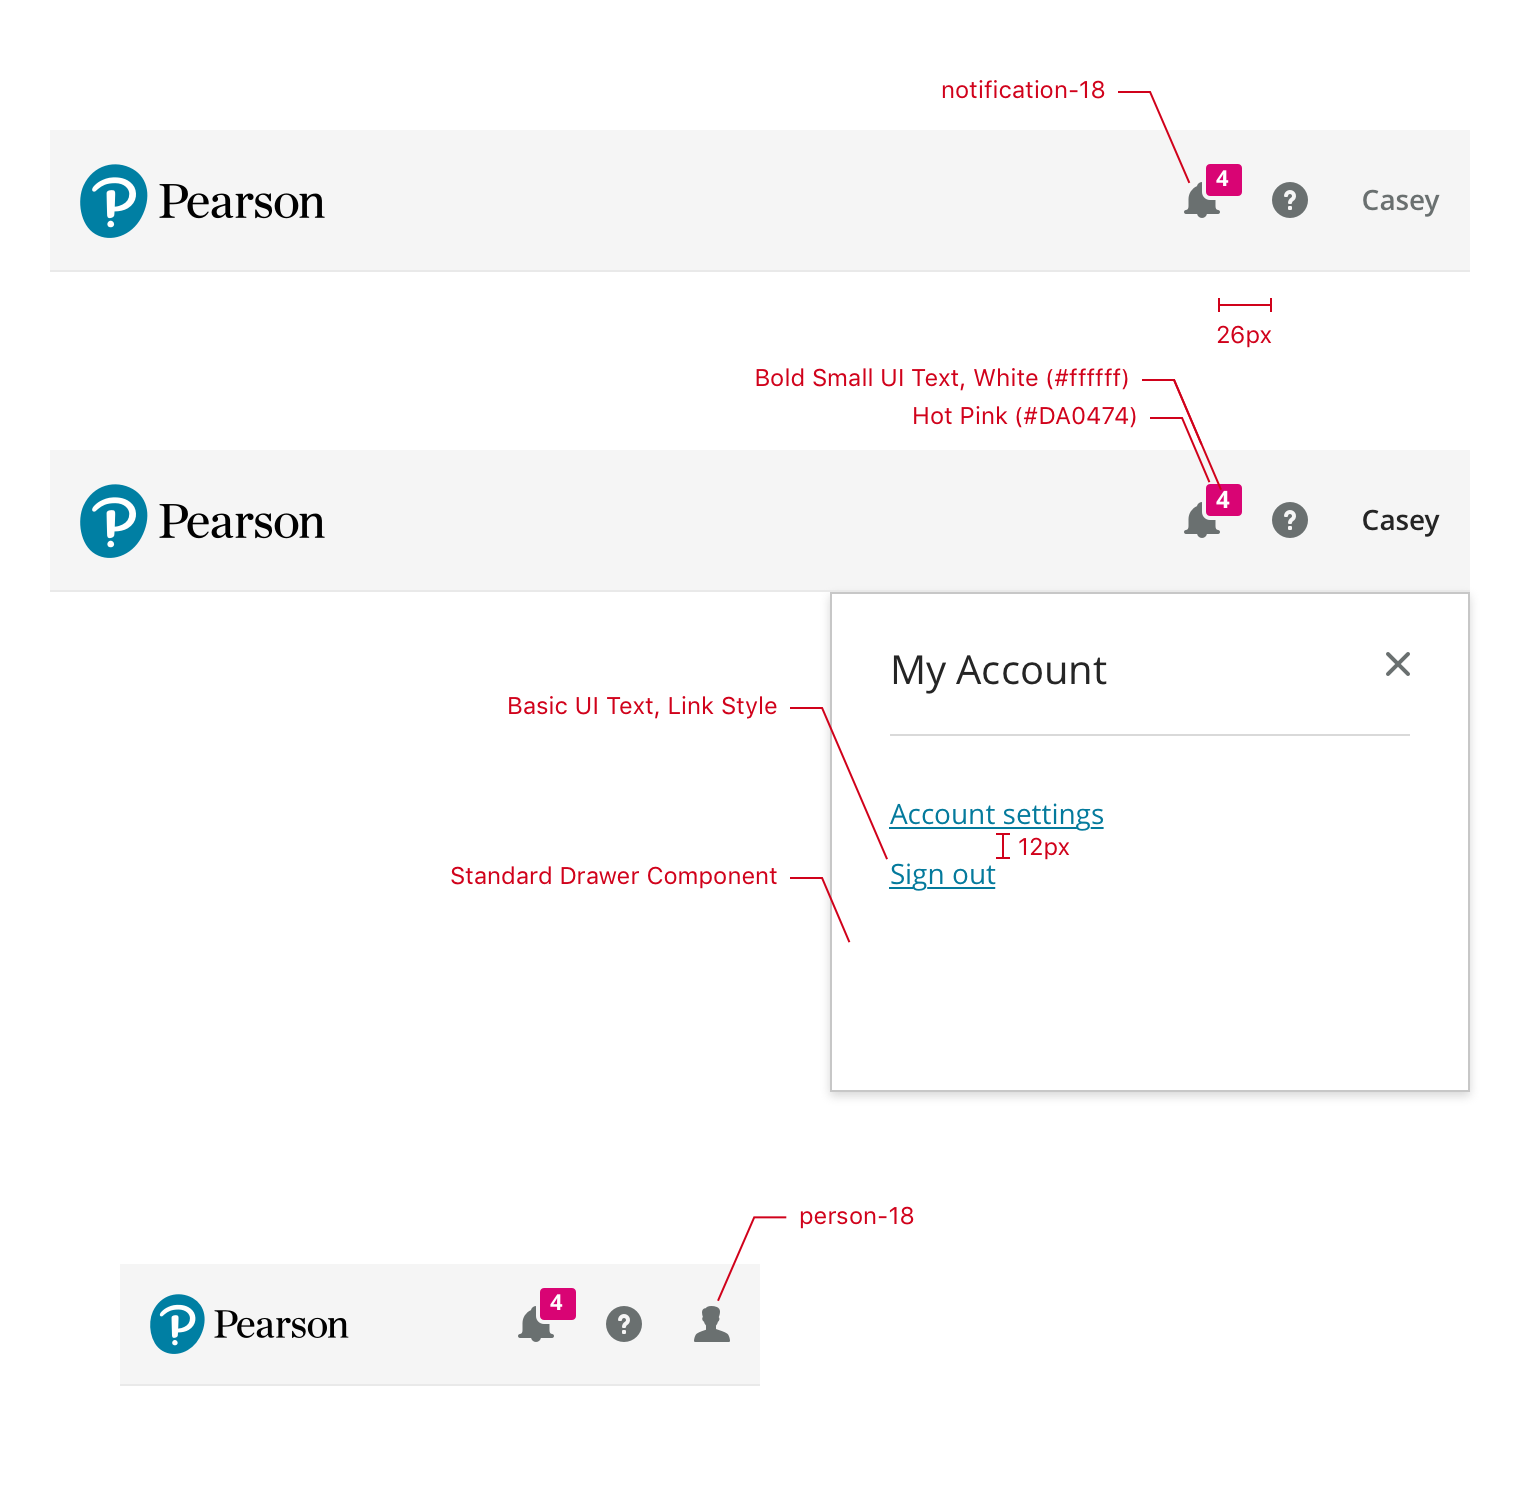 notification-18
Pearson
4
?
Casey
26px
Bold Small UI Text, White (#ffffff)
Hot Pink (#DA0474)
Pearson
4
?
Casey
My Account
Basic UI Text, Link Style
Account settings
12px
Sign out
Standard Drawer Component
person-18
Pearson
4
?